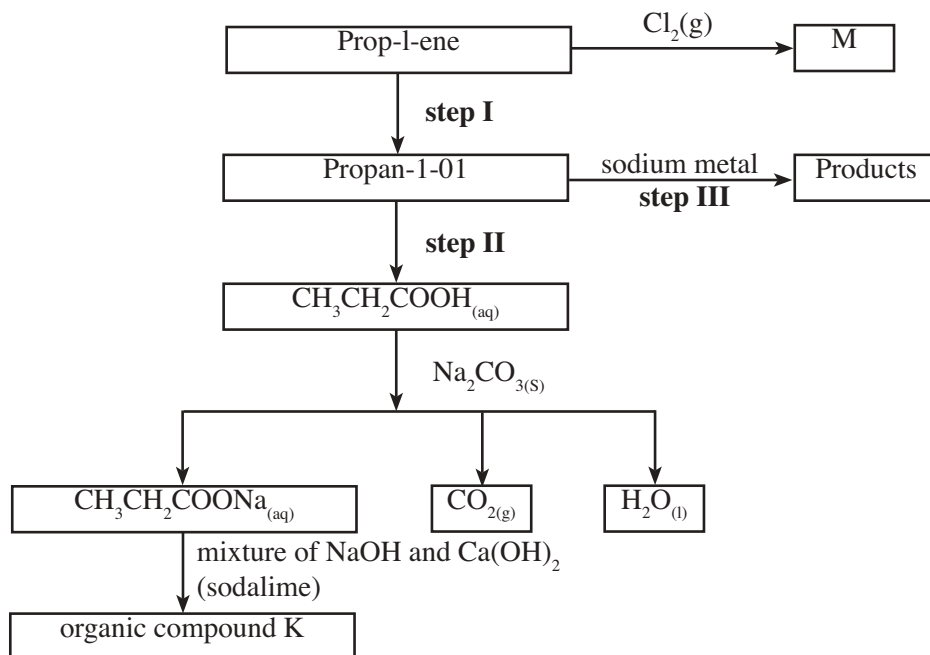 Prop-l-ene
Cl₂(g)
M
step I
Propan-1-01
sodium metal
step III
Products
step II
CH₃CH₂COOH₍aq₎
Na₂CO₃₍S₎
CH₃CH₂COONa₍aq₎
CO₂₍g₎
H₂O₍l₎
mixture of NaOH and Ca(OH)₂
(sodalime)
organic compound K